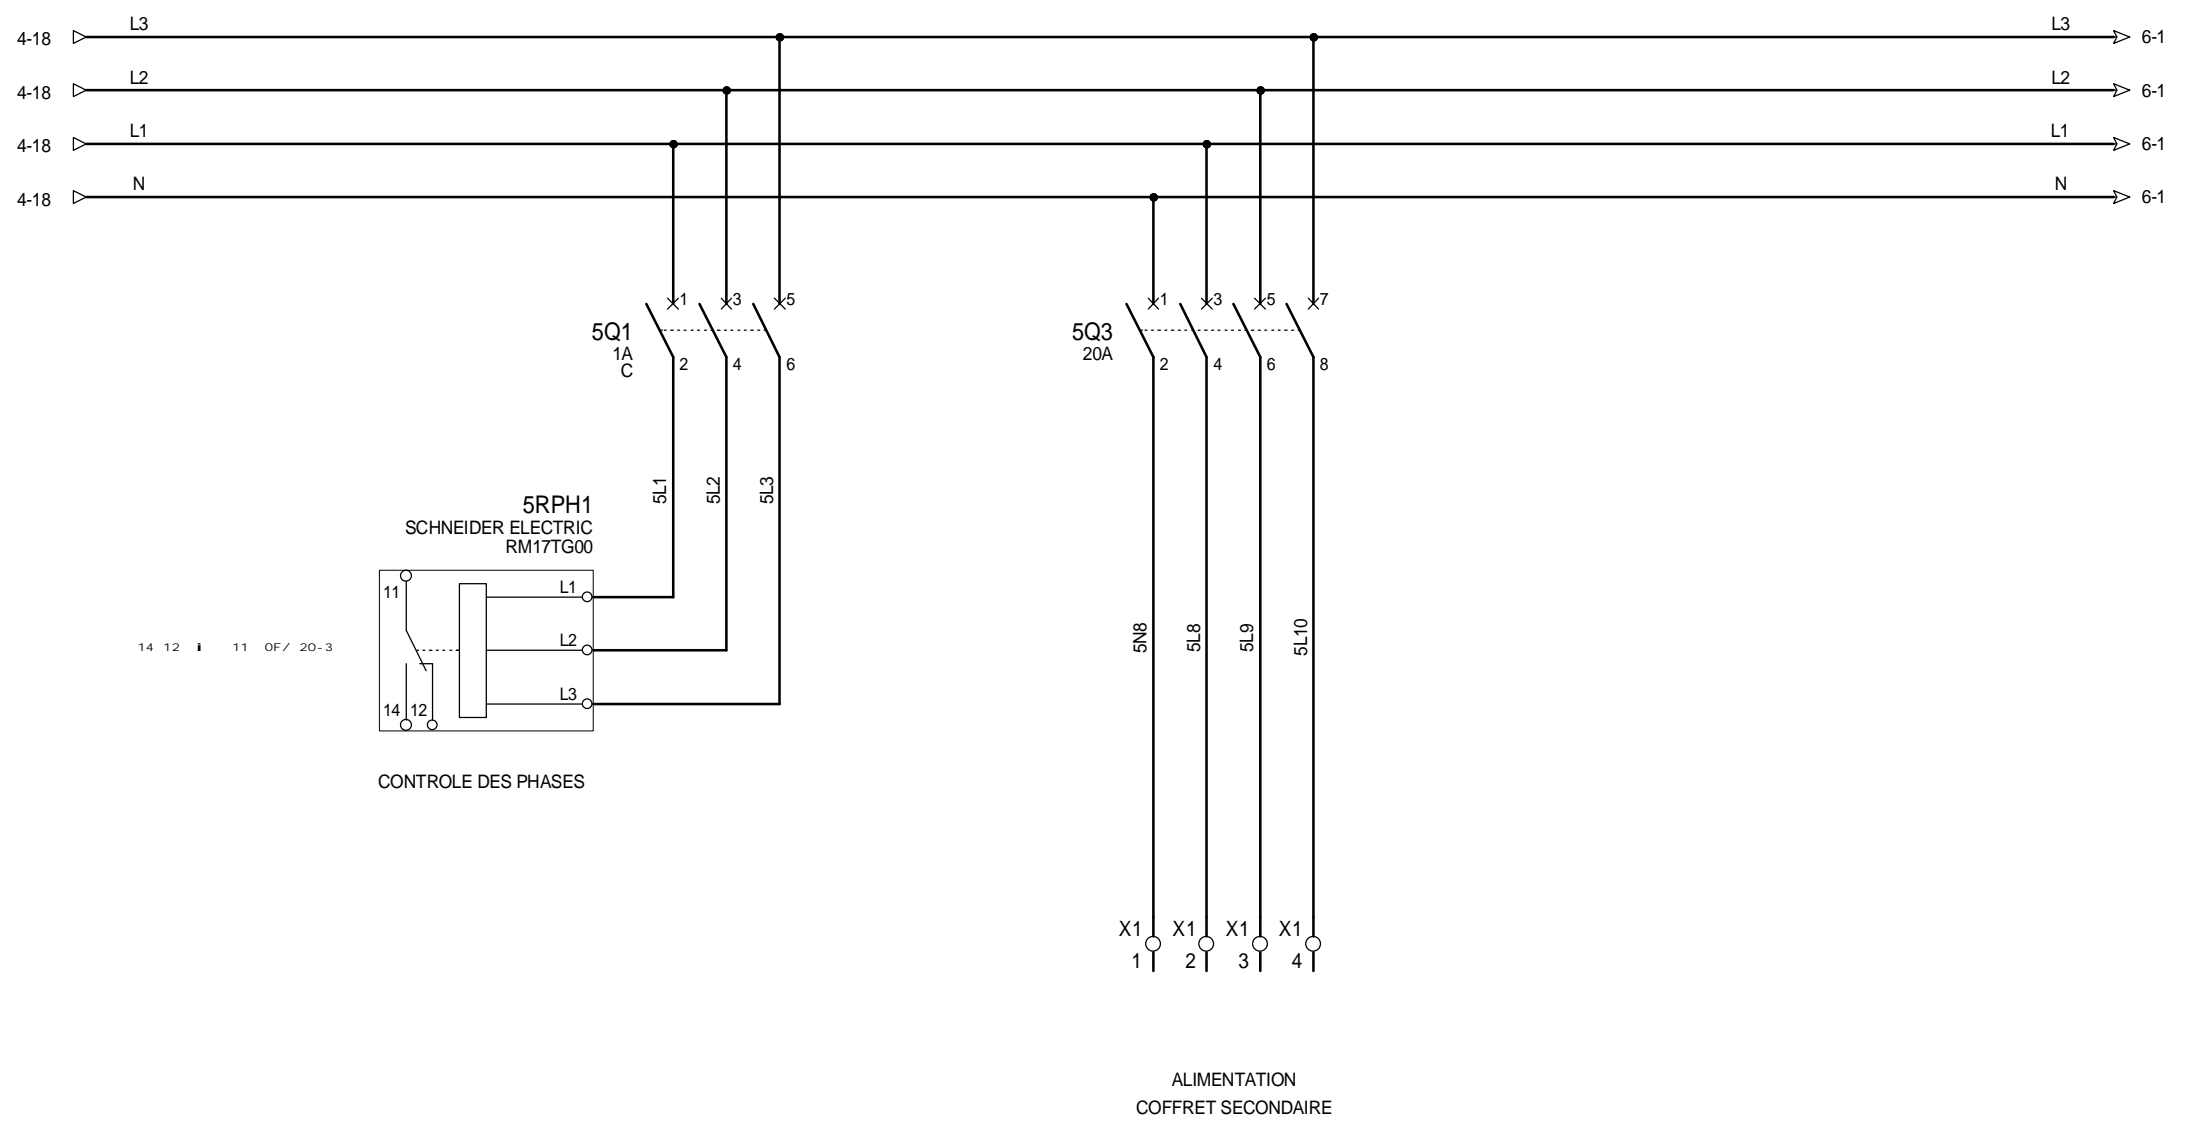 L3 L3
4-18 6-1
L2 L2
4-18 6-1
L1 L1
4-18 6-1
N N
4-18 6-1
1 3 5 1 3 5 7
5Q1 5Q3
1A 20A
C
2 4 6 2 4 6 8
5L1 5L2 5L3
5RPH1
SCHNEIDER ELECTRIC
RM17TG00
11 L1
14 12 i 11 OF/ 20-3
L2
5N8 5L8 5L9 5L10
L3
14 12
CONTROLE DES PHASES
X1 X1 X1 X1
1 2 3 4
ALIMENTATION
COFFRET SECONDAIRE